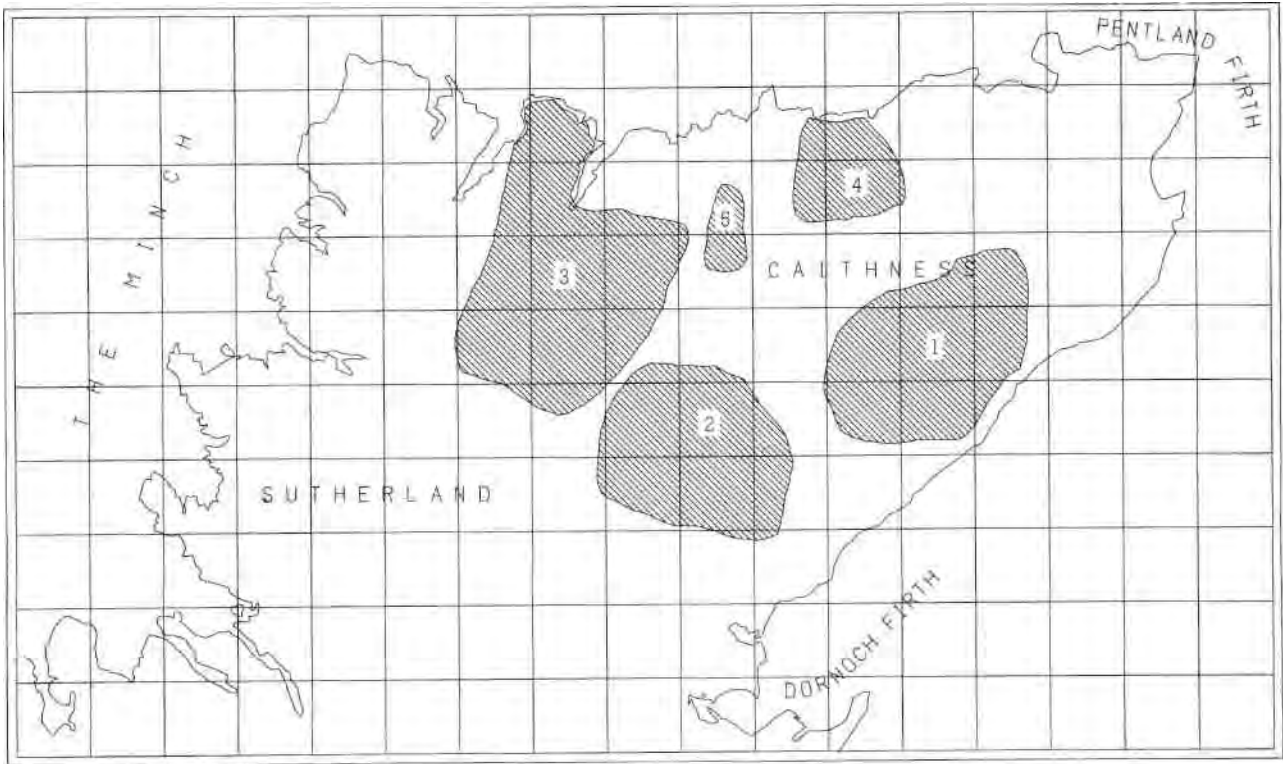 PENTLAND
FIRTH
THE MINCH
4
5
CAITHNESS
3
1
2
SUTHERLAND
DORNOCH FIRTH